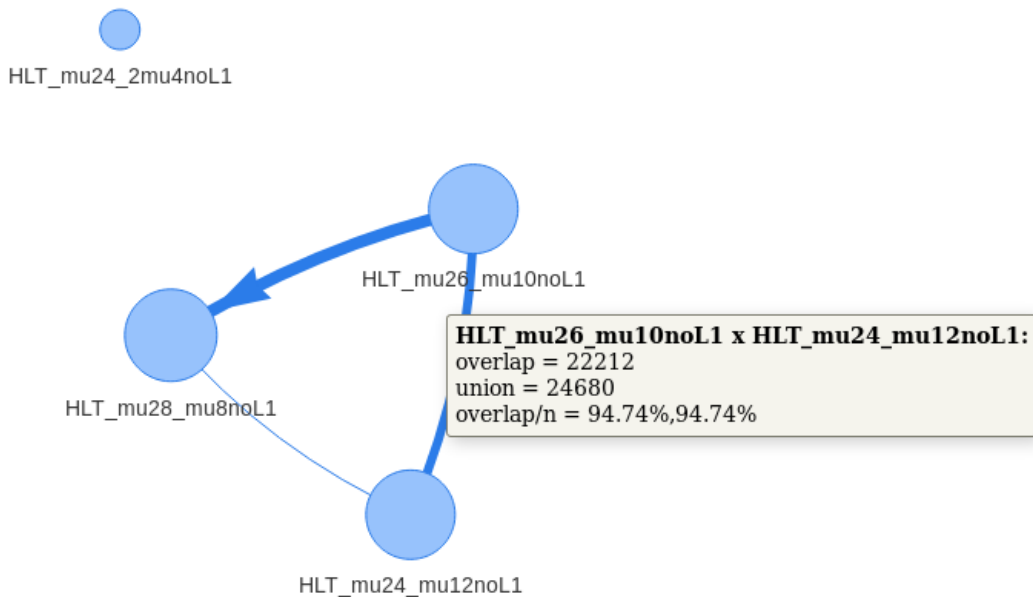 HLT_mu24_2mu4noL1
HLT_mu26_mu10noL1
HLT_mu26_mu10noL1 x HLT_mu24_mu12noL1:
overlap = 22212
union = 24680
overlap/n = 94.74%,94.74%
HLT_mu28_mu8noL1
HLT_mu24_mu12noL1